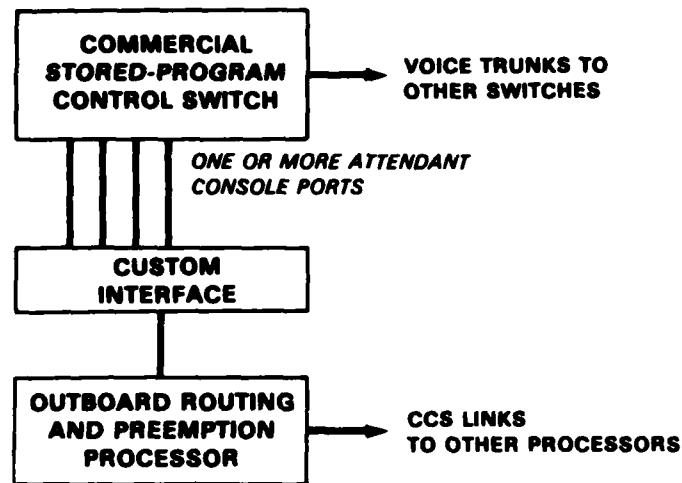 COMMERCIAL
STORED-PROGRAM
CONTROL SWITCH
VOICE TRUNKS TO
OTHER SWITCHES
ONE OR MORE ATTENDANT
CONSOLE PORTS
CUSTOM
INTERFACE
OUTBOARD ROUTING
AND PREEMPTION
PROCESSOR
CCS LINKS
TO OTHER PROCESSORS